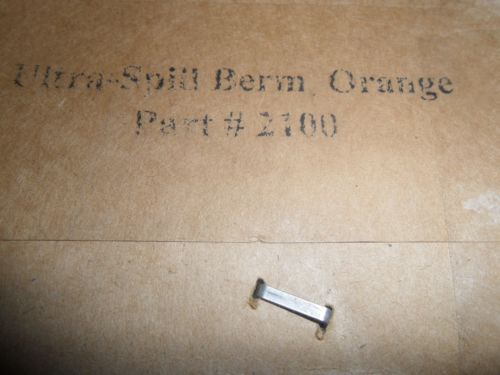 Ultra-Spill Berm, Orange
Part # 2100